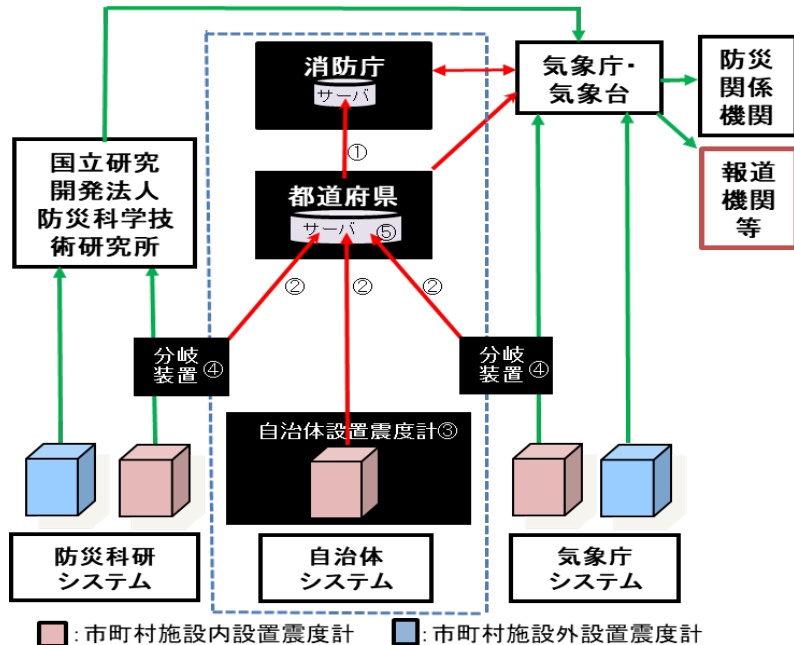 消防庁
サーバ
気象庁・
気象台
防災
関係
機関
①
国立研究
開発法人
防災科学技
術研究所
都道府県
サーバ⑤
報道
機関
等
②
②
②
分岐
装置④
分岐
装置④
自治体設置震度計③
防災科研
システム
自治体
システム
気象庁
システム
:市町村施設内設置震度計
:市町村施設外設置震度計